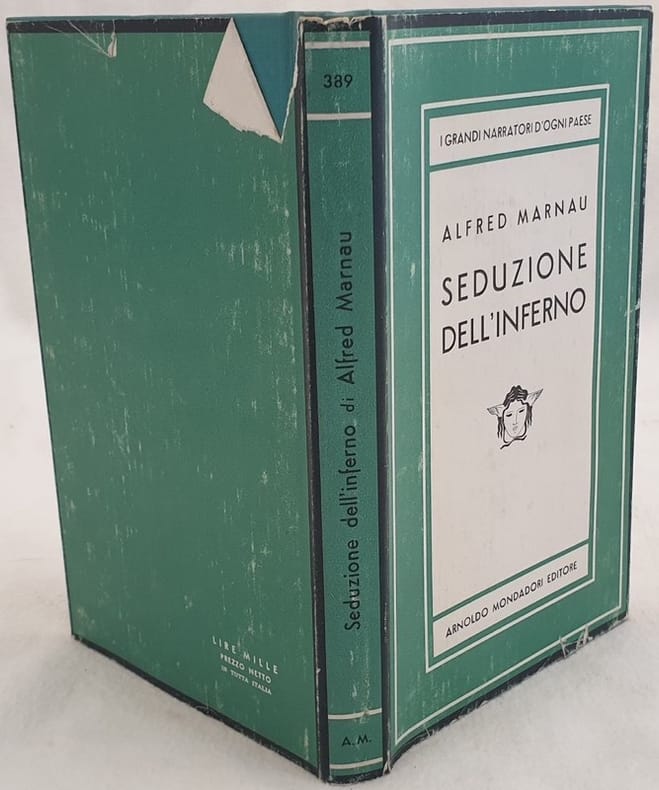 I GRANDI NARRATORI D'OGNI PAESE
ALFRED MARNAU
SEDUZIONE
DELL'INFERNO
ARNOLDO MONDADORI EDITORE
389
Seduzione dell'inferno di Alfred Marnau
A.M.
LIRE MILLE
PREZZO NETTO
IN TUTTA ITALIA